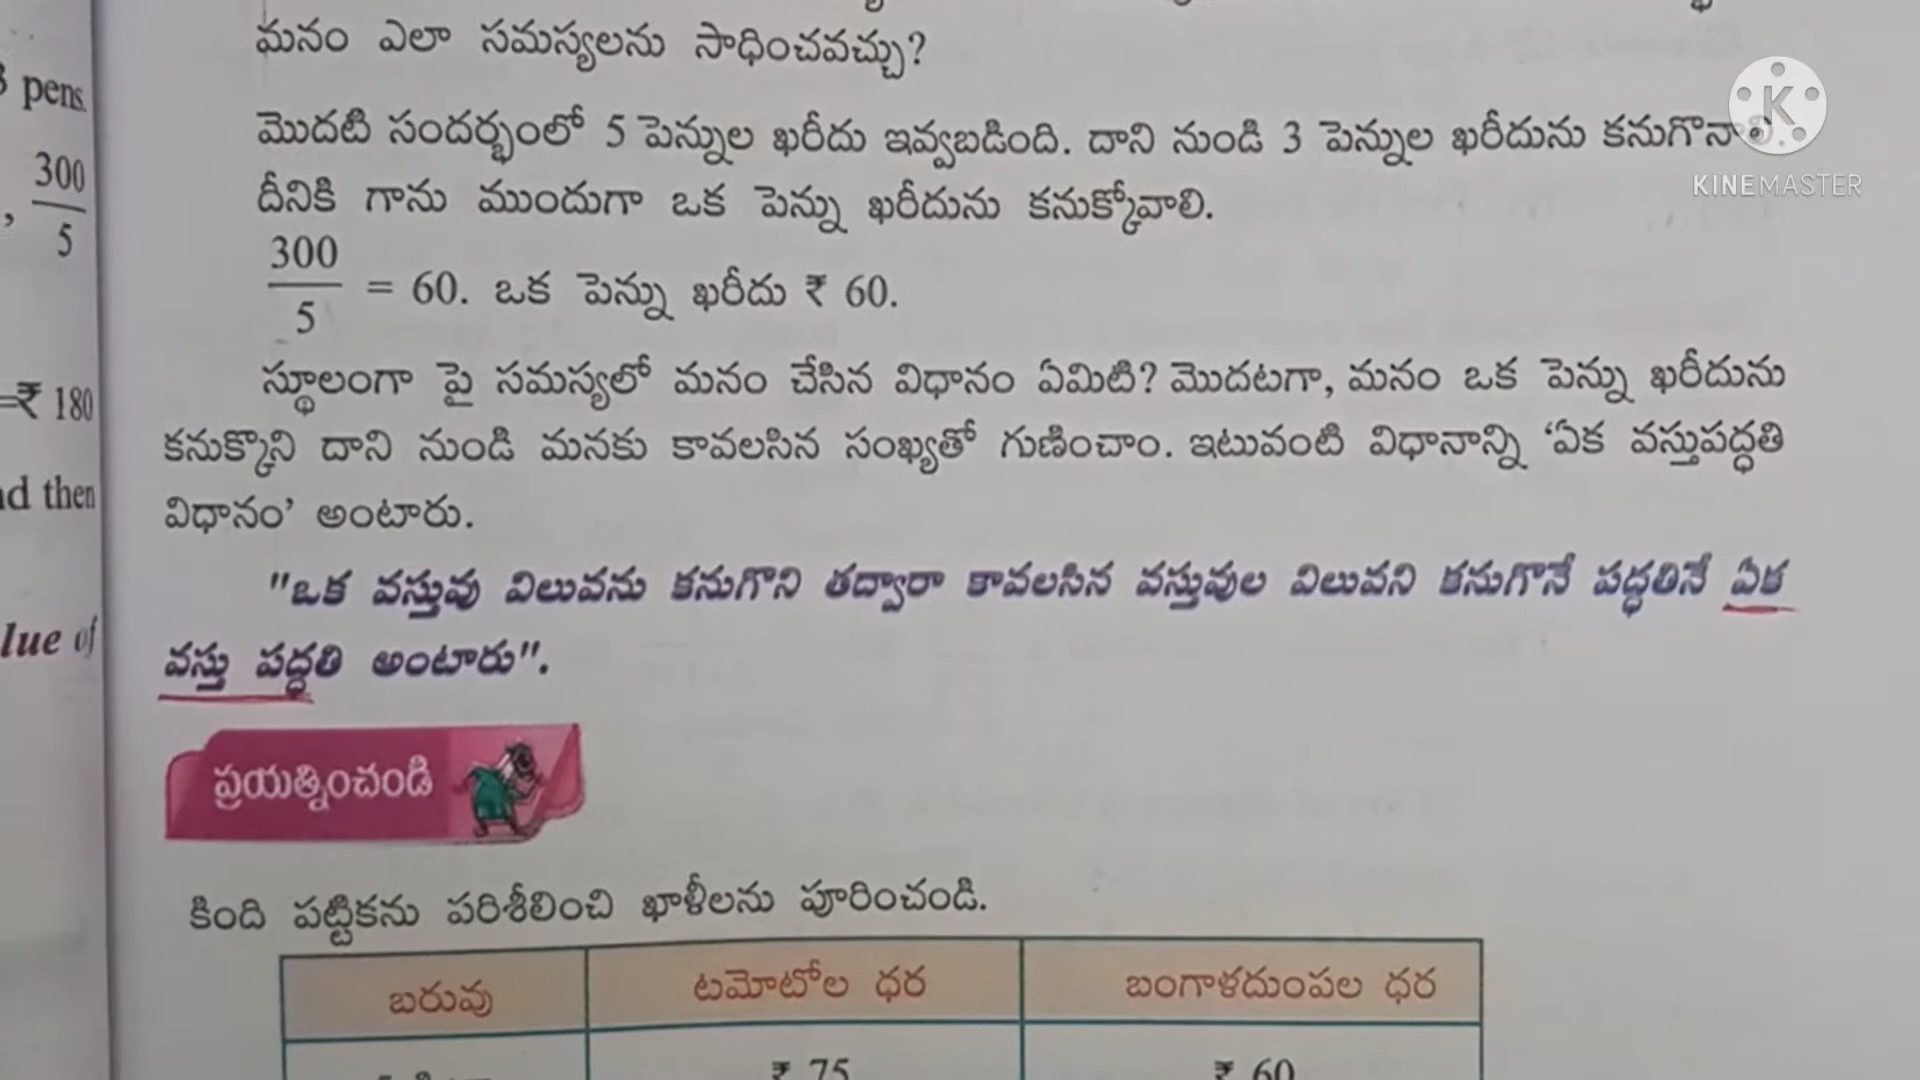 3 pens.
, 300
5
=₹ 180
nd then
lue of
మనం ఎలా సమస్యలను సాధించవచ్చు?
మొదటి సందర్భంలో 5 పెన్నుల ఖరీదు ఇవ్వబడింది. దాని నుండి 3 పెన్నుల ఖరీదును కనుగొనాలి.
దీనికి గాను ముందుగా ఒక పెన్ను ఖరీదును కనుక్కోవాలి.
300
5 = 60. ఒక పెన్ను ఖరీదు ₹ 60.
స్థూలంగా పై సమస్యలో మనం చేసిన విధానం ఏమిటి? మొదటగా, మనం ఒక పెన్ను ఖరీదును
కనుక్కొని దాని నుండి మనకు కావలసిన సంఖ్యతో గుణించాం. ఇటువంటి విధానాన్ని ‘ఏక వస్తుపద్ధతి
విధానం’ అంటారు.
"ఒక వస్తువు విలువను కనుగొని తద్వారా కావలసిన వస్తువుల విలువని కనుగొనే పద్ధతినే ఏక
వస్తు పద్ధతి అంటారు".
ప్రయత్నించండి
కింది పట్టికను పరిశీలించి ఖాళీలను పూరించండి.
బరువు టమోటోల ధర బంగాళదుంపల ధర
₹ 75 ₹ 60
K
KINEMASTER